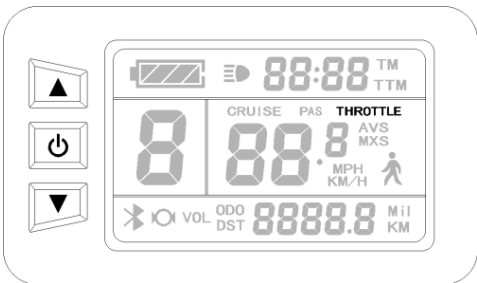 88:88 TM
TTM
CRUISE PAS THROTTLE
8 88.8 AVS
MXS
MPH
KM/H
VOL ODO
DST 8888.8 Mil
KM